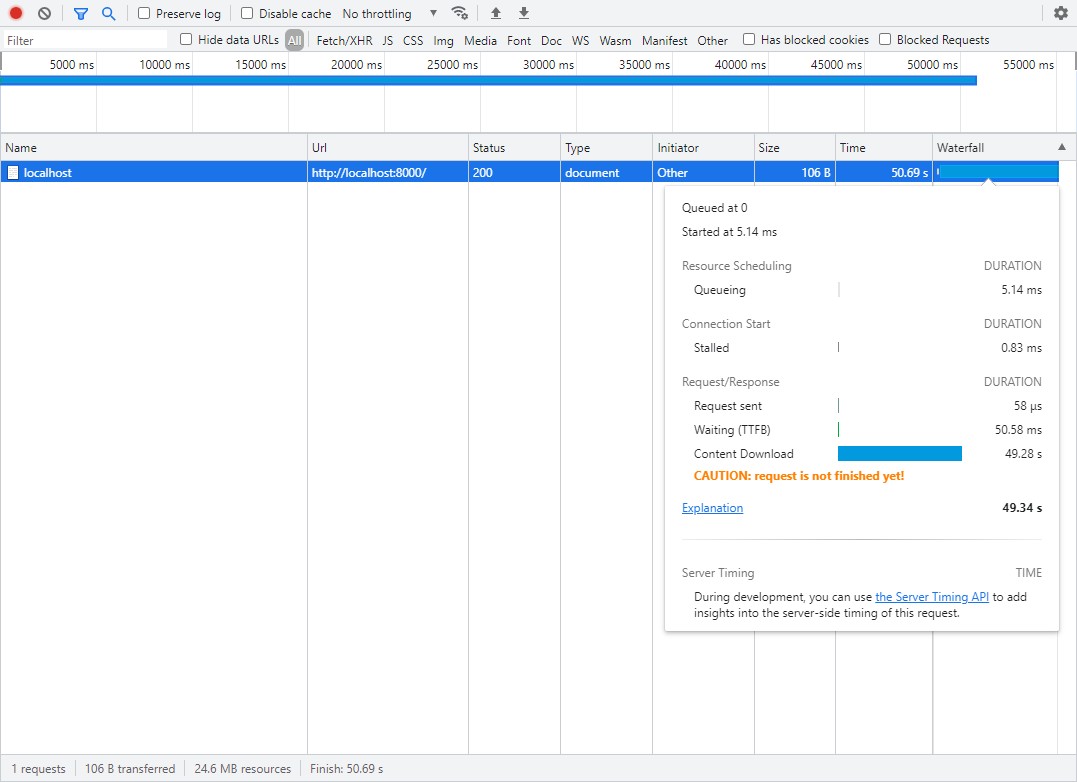 Preserve log Disable cache No throttling
Filter Hide data URLs All Fetch/XHR JS CSS Img Media Font Doc WS Wasm Manifest Other Has blocked cookies Blocked Requests
5000 ms 10000 ms 15000 ms 20000 ms 25000 ms 30000 ms 35000 ms 40000 ms 45000 ms 50000 ms 55000 ms
Name Url Status Type Initiator Size Time Waterfall
localhost http://localhost:8000/ 200 document Other 106 B 50.69 s
Queued at 0
Started at 5.14 ms
Resource Scheduling DURATION
Queueing 5.14 ms
Connection Start DURATION
Stalled 0.83 ms
Request/Response DURATION
Request sent 58 µs
Waiting (TTFB) 50.58 ms
Content Download 49.28 s
CAUTION: request is not finished yet!
Explanation 49.34 s
Server Timing TIME
During development, you can use the Server Timing API to add
insights into the server-side timing of this request.
1 requests 106 B transferred 24.6 MB resources Finish: 50.69 s